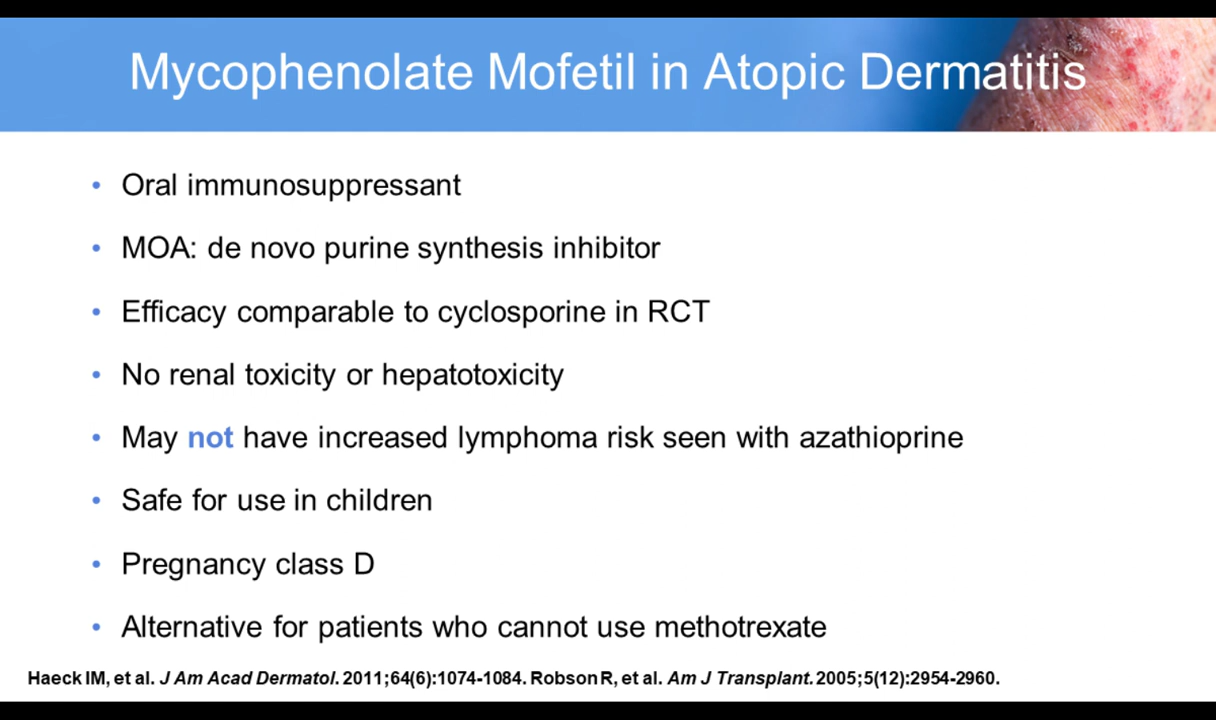 Mycophenolate Mofetil in Atopic Dermatitis
• Oral immunosuppressant
• MOA: de novo purine synthesis inhibitor
• Efficacy comparable to cyclosporine in RCT
• No renal toxicity or hepatotoxicity
• May not have increased lymphoma risk seen with azathioprine
• Safe for use in children
• Pregnancy class D
• Alternative for patients who cannot use methotrexate
Haeck IM, et al. J Am Acad Dermatol. 2011;64(6):1074-1084. Robson R, et al. Am J Transplant. 2005;5(12):2954-2960.